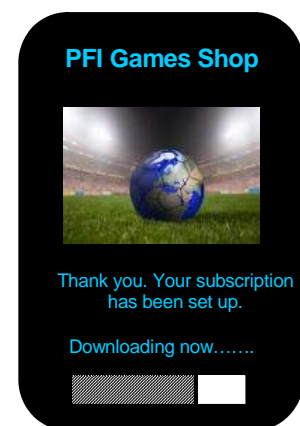 PFI Games Shop
Thank you. Your subscription
has been set up.
Downloading now…….